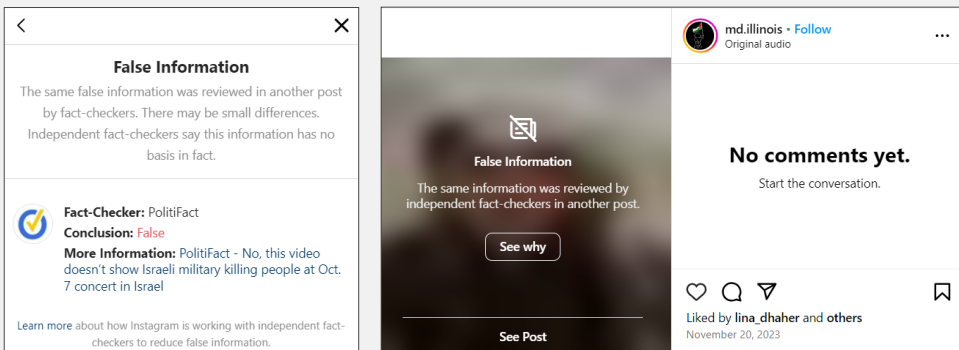 False Information
The same false information was reviewed in another post
by fact-checkers. There may be small differences.
Independent fact-checkers say this information has no
basis in fact.
Fact-Checker: PolitiFact
Conclusion: False
More Information: PolitiFact - No, this video
doesn't show Israeli military killing people at Oct.
7 concert in Israel
Learn more about how Instagram is working with independent fact-
checkers to reduce false information.
False Information
The same information was reviewed by
independent fact-checkers in another post.
See why
See Post
md.illinois • Follow
Original audio
No comments yet.
Start the conversation.
Liked by lina_dhaher and others
November 20, 2023